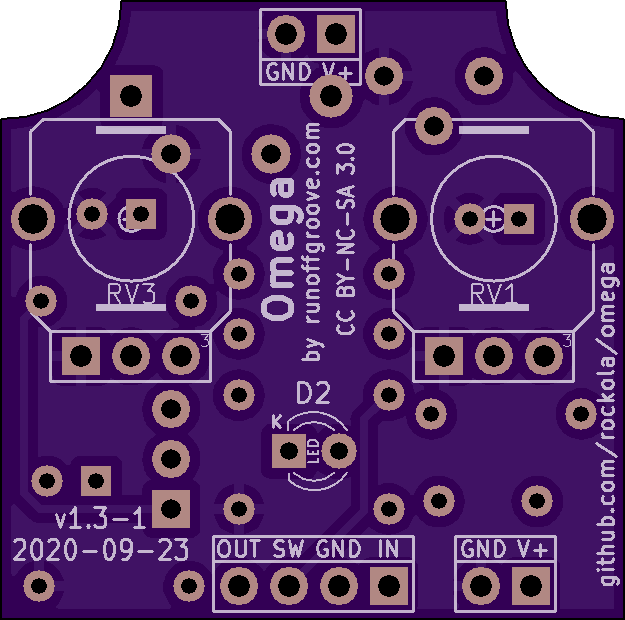 GND V+
Omega
by runoffgroove.com
CC BY-NC-SA 3.0
RV3
3
RV1
3
github.com/rockola/omega
D2
K
LED
v1.3-1
2020-09-23
OUT SW GND IN
GND V+